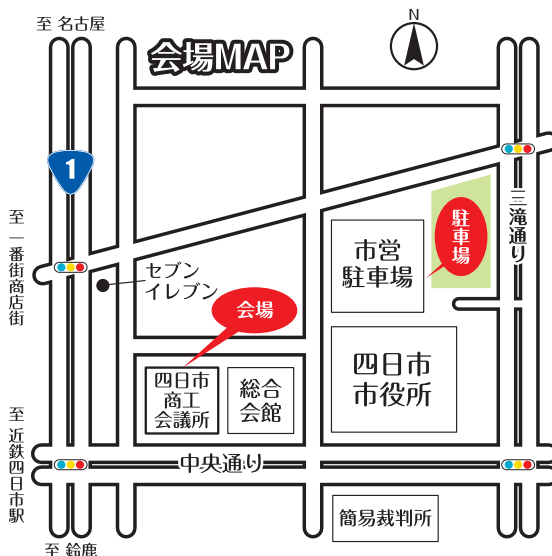 至 名古屋
会場MAP
N
1
三滝通り
駐車場
市営
駐車場
至 一番街商店街
セブン
イレブン
会場
四日市
商工
会議所
総合
会館
四日市
市役所
至 近鉄四日市駅
中央通り
簡易裁判所
至 鈴鹿